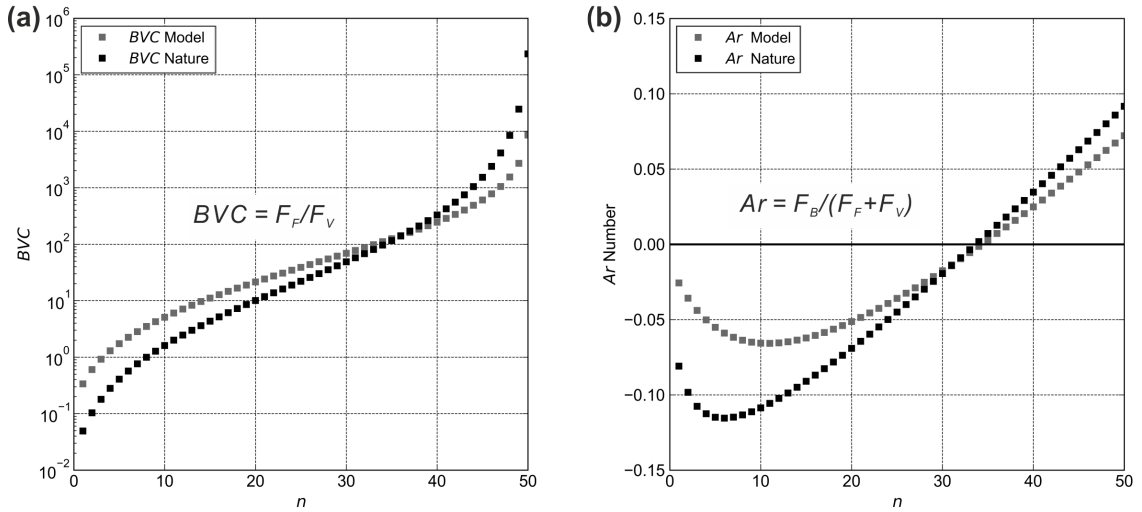 (a)
10^6
10^5
10^4
10^3
10^2
10^1
10^0
10^-1
10^-2
BVC
BVC Model
BVC Nature
BVC = F_F/F_V
0
10
20
30
40
50
n
(b)
0.15
0.10
0.05
0.00
−0.05
−0.10
−0.15
Ar Number
Ar Model
Ar Nature
Ar = F_B/(F_F+F_V)
0
10
20
30
40
50
n